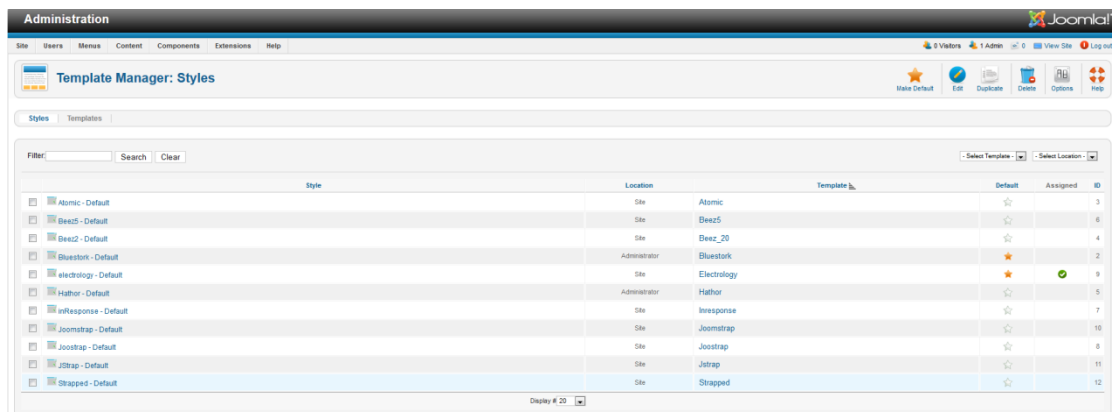 Administration
Joomla!
Site Users Menus Content Components Extensions Help
0 Visitors 1 Admin 0 View Site Log out
Template Manager: Styles
Make Default Edit Duplicate Delete Options Help
Styles Templates
Filter: Search Clear
- Select Template - - Select Location -
Style Location Template Default Assigned ID
Atomic - Default Site Atomic 3
Beez5 - Default Site Beez5 6
Beez2 - Default Site Beez_20 4
Bluestork - Default Administrator Bluestork 2
electrology - Default Site Electrology 9
Hathor - Default Administrator Hathor 5
inResponse - Default Site Inresponse 7
Joomstrap - Default Site Joomstrap 10
Joostrap - Default Site Joostrap 8
JStrap - Default Site Jstrap 11
Strapped - Default Site Strapped 12
Display # 20